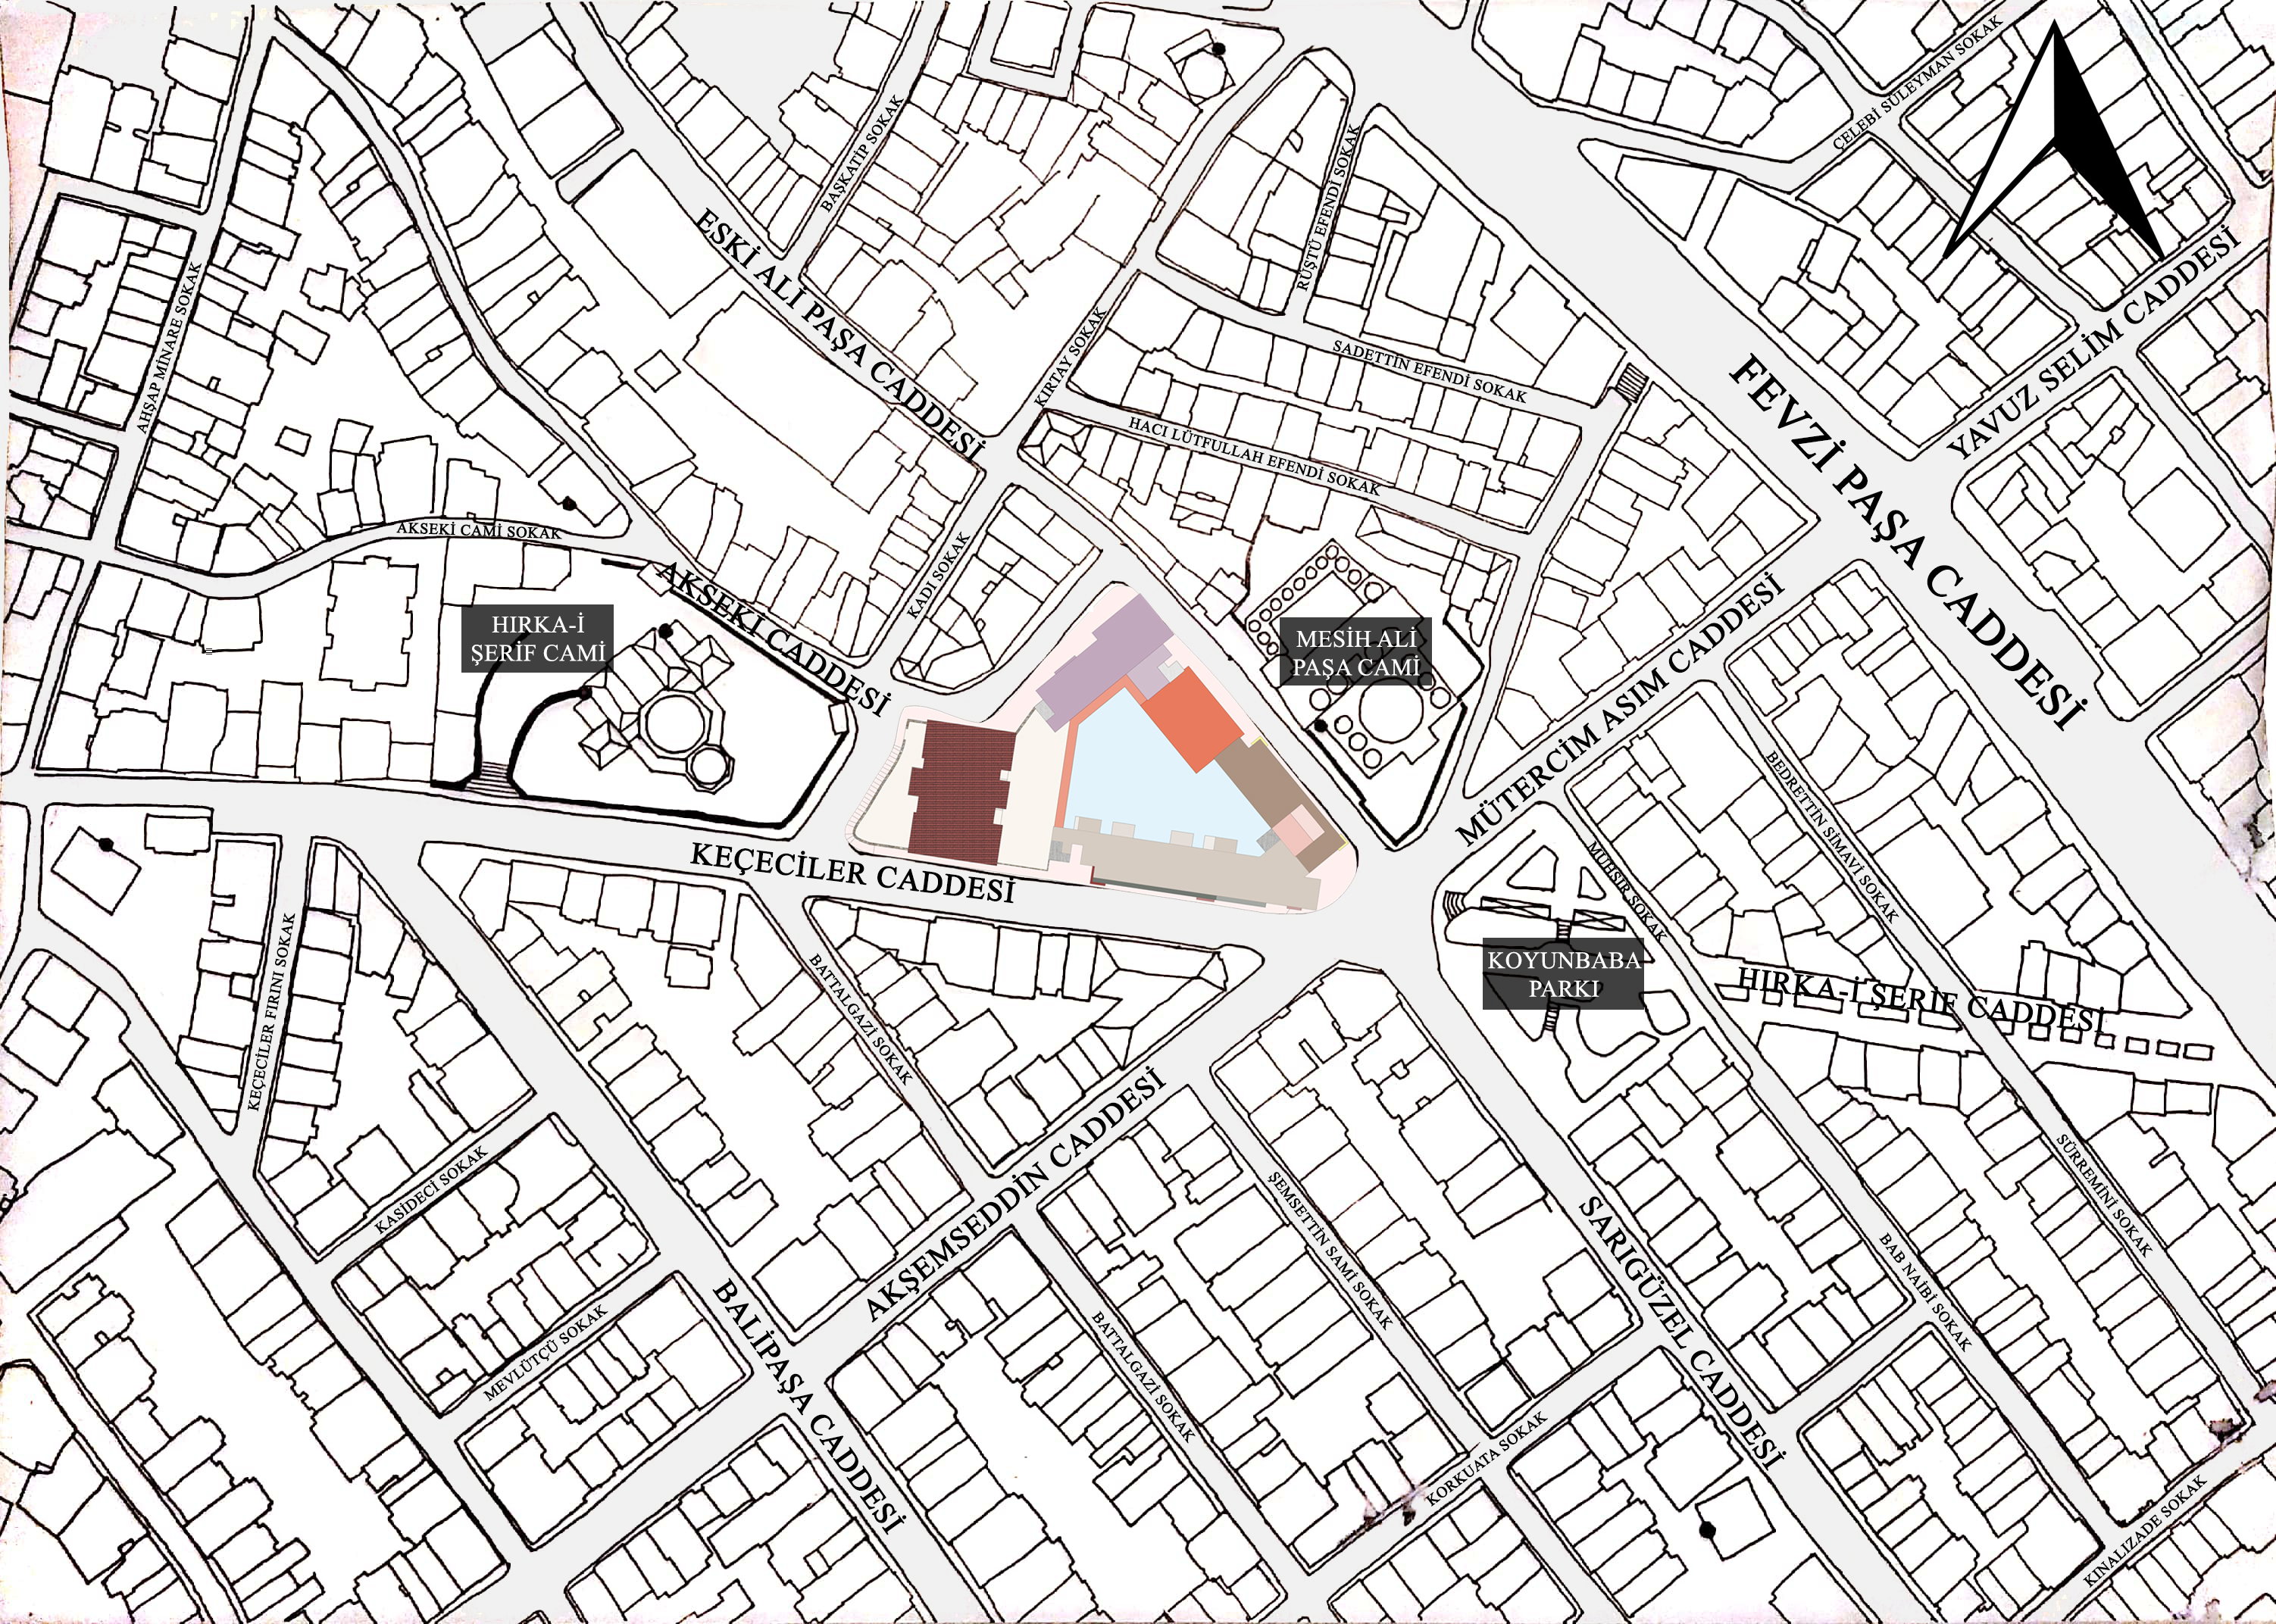 ÇELEBİ SÜLEYMAN SOKAK
BAŞKATİP SOKAK
RÜŞTÜ EFENDİ SOKAK
ESKİ ALİ PAŞA CADDESİ
AHŞAP MİNARE SOKAK
KIRTAY SOKAK
SADETTİN EFENDİ SOKAK
YAVUZ SELİM CADDESİ
FEVZİ PAŞA CADDESİ
HACI LÜTFULLAH EFENDİ SOKAK
AKSEKİ CAMİ SOKAK
KADI SOKAK
AKSEKİ CADDESİ
HIRKA-İ
ŞERİF CAMİ
MESİH ALİ
PAŞA CAMİ
MÜTERCİM ASIM CADDESİ
BEDRETTİN SİMAVİ SOKAK
MUHSIR SOKAK
KEÇECİLER CADDESİ
KEÇECİLER FIRINI SOKAK
BATTALGAZİ SOKAK
KOYUNBABA
PARKI
HIRKA-İ ŞERİF CADDESİ
AKŞEMSEDDİN CADDESİ
KASİDECİ SOKAK
ŞEMSETTİN SAMİ SOKAK
SARIGÜZEL CADDESİ
SÜRREMİNİ SOKAK
BAB NAİBİ SOKAK
MEVLÜTÇÜ SOKAK
BALİPAŞA CADDESİ
BATTALGAZİ SOKAK
KORKUATA SOKAK
KINALIZADE SOKAK